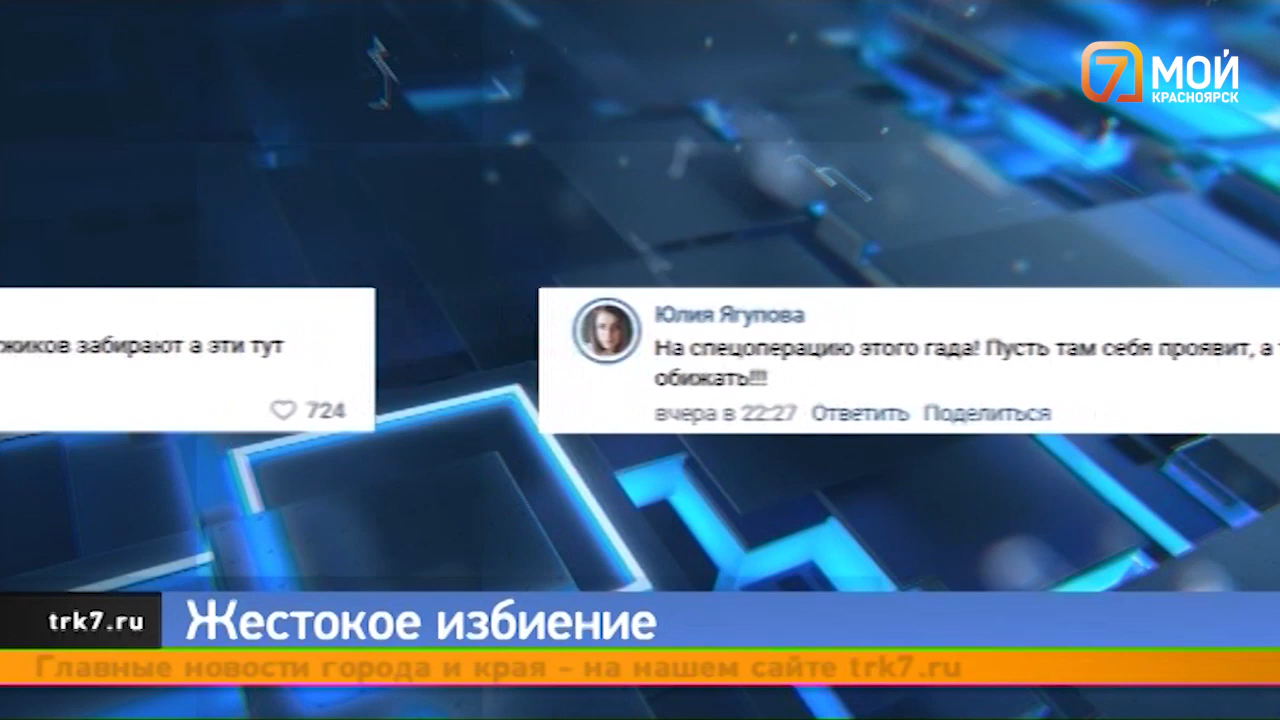 7 МОЙ
КРАСНОЯРСК
забирают а эти тут
724
Юлия Ягупова
На спецоперацию этого гада! Пусть там себя проявит, а
обижать!!!
вчера в 22:27 Ответить Поделиться
trk7.ru
Жестокое избиение
Главные новости города и края - на нашем сайте trk7.ru